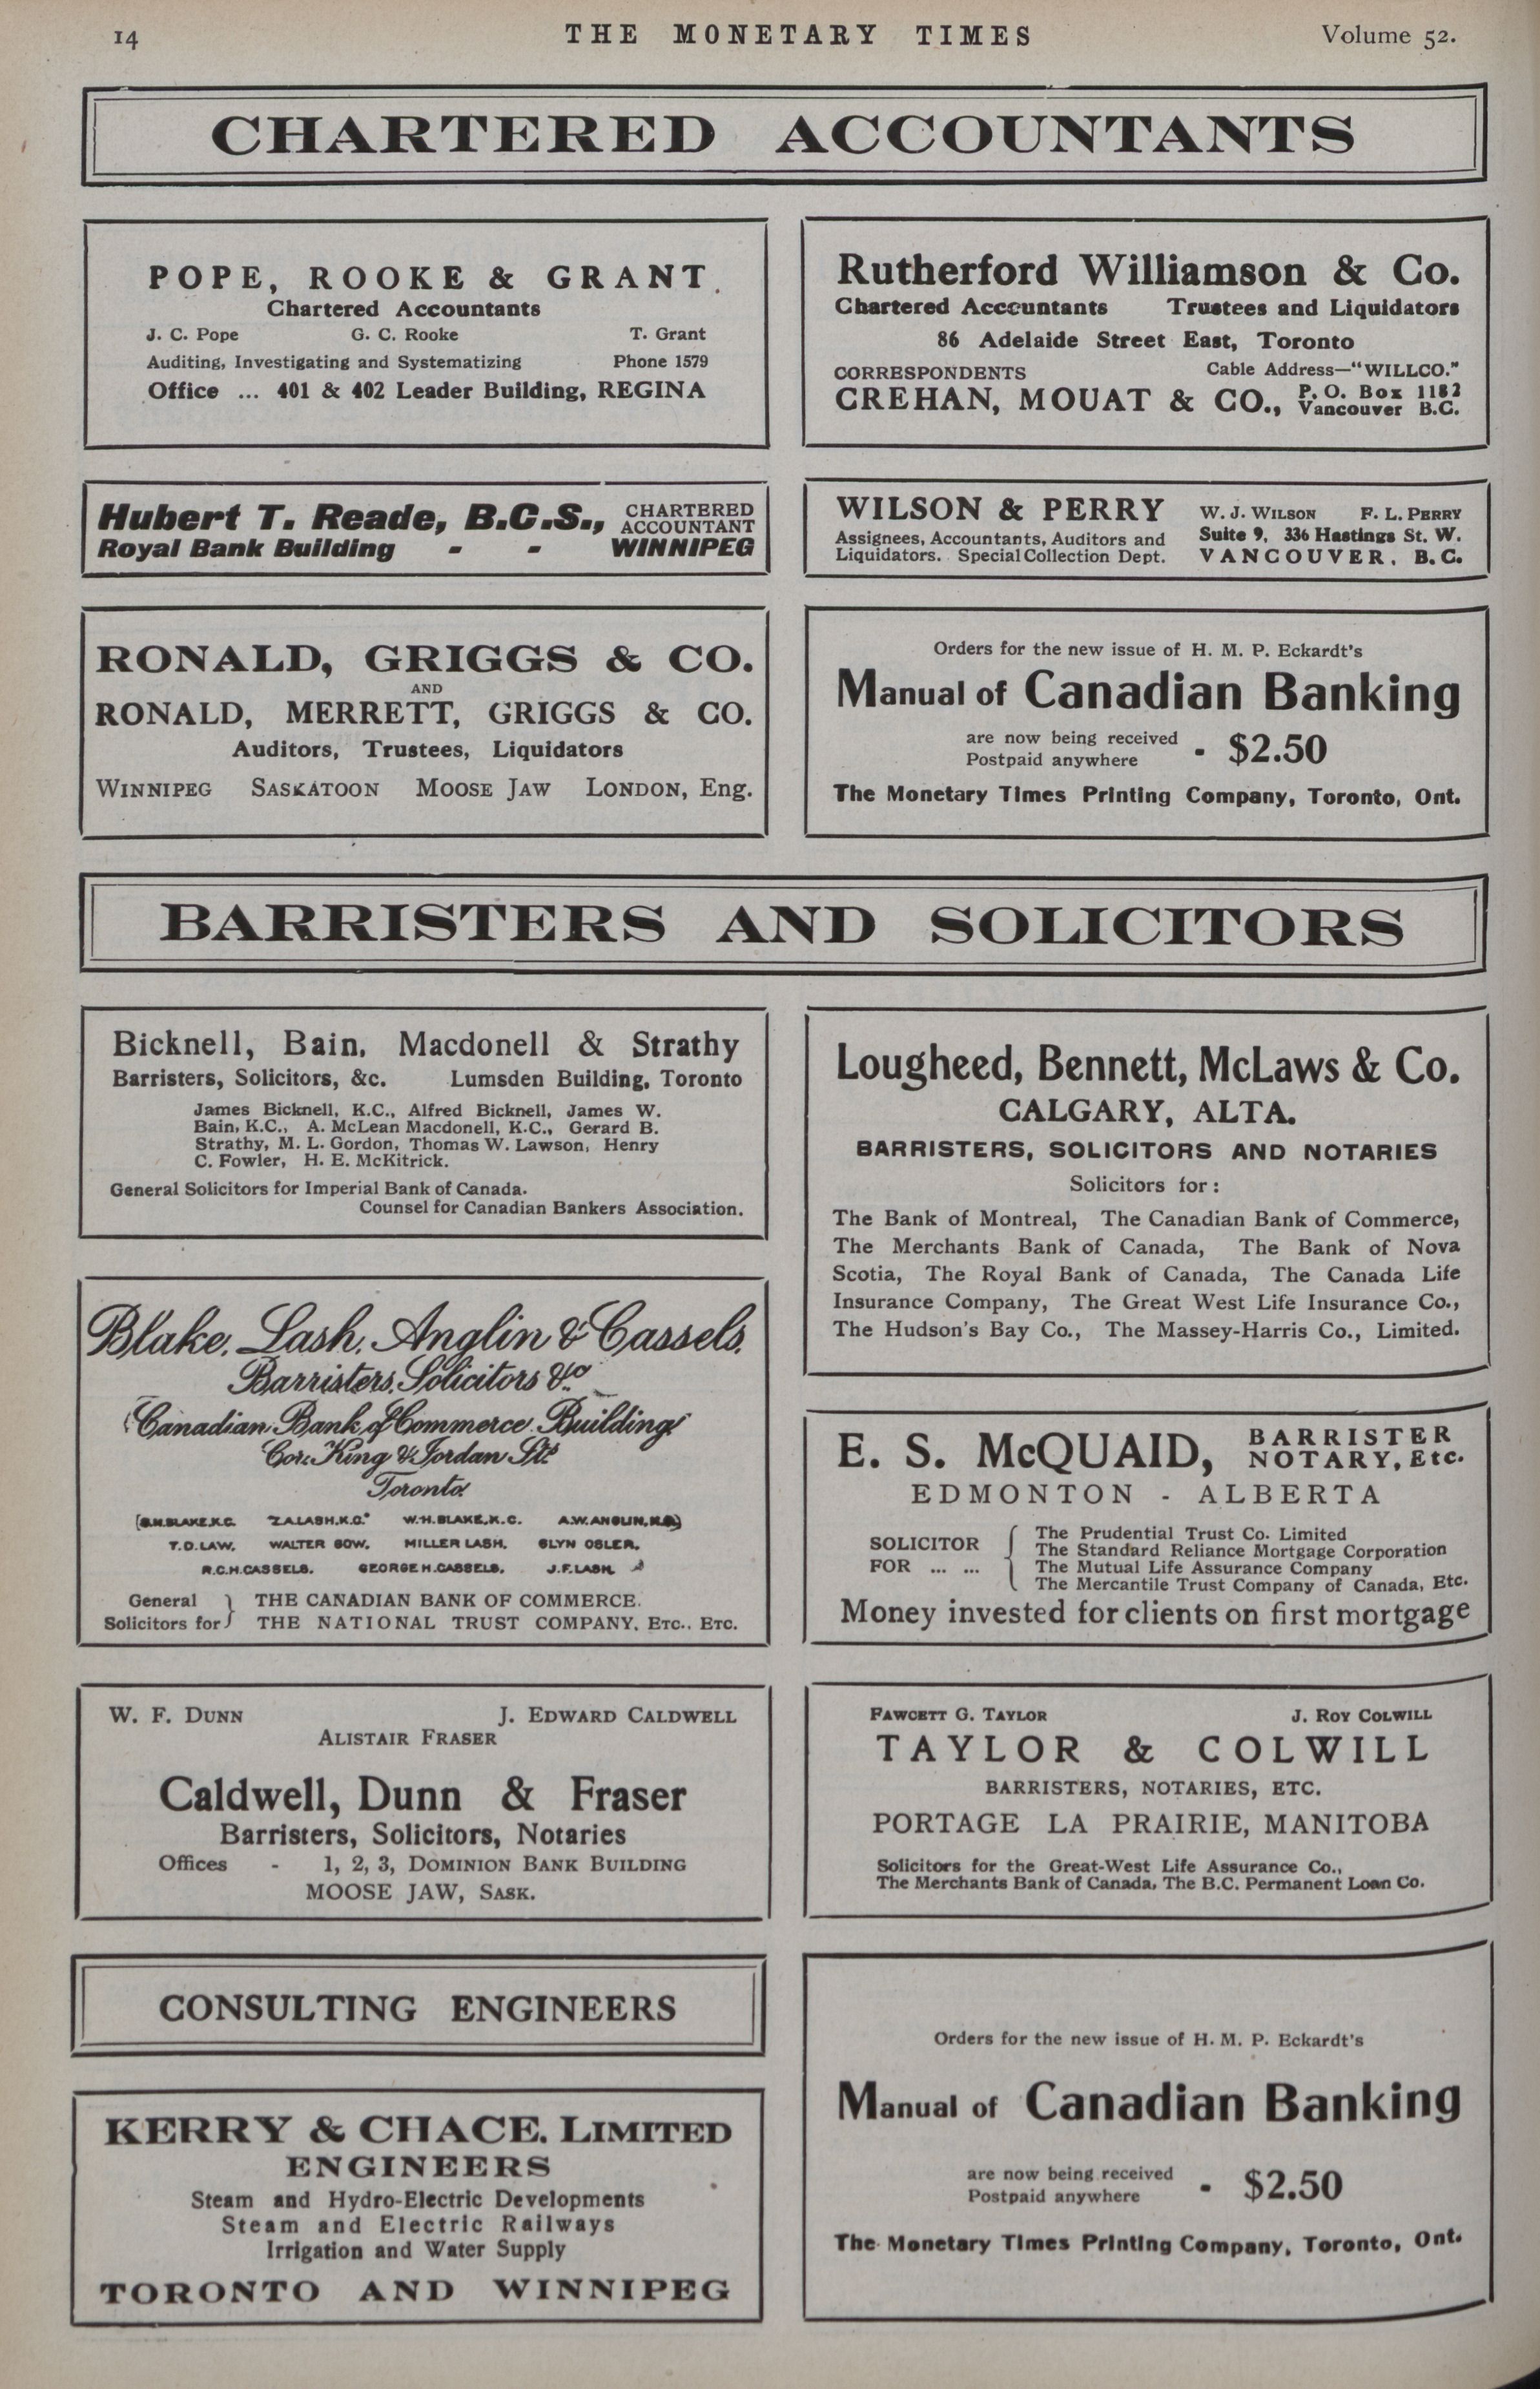 14
THE MONETARY TIMES
Volume 52.
CHARTERED ACCOUNTANTS
POPE, ROOKE & GRANT.
Chartered Accountants
J. C. Pope G. C. Rooke T. Grant
Auditing, Investigating and Systematizing Phone 1579
Office ... 401 & 402 Leader Building, REGINA
Rutherford Williamson & Co.
Chartered Accountants Trustees and Liquidators
86 Adelaide Street East, Toronto
CORRESPONDENTS Cable Address—"WILLCO."
CREHAN, MOUAT & CO., P. O. Box 1182
Vancouver B.C.
Hubert T. Reade, B.C.S., CHARTERED
ACCOUNTANT
Royal Bank Building - - WINNIPEG
WILSON & PERRY
Assignees, Accountants, Auditors and
Liquidators. Special Collection Dept.
W. J. WILSON F. L. PERRY
Suite 9, 336 Hastings St. W.
VANCOUVER, B.C.
RONALD, GRIGGS & CO.
AND
RONALD, MERRETT, GRIGGS & CO.
Auditors, Trustees, Liquidators
WINNIPEG SASKATOON MOOSE JAW LONDON, Eng.
Orders for the new issue of H. M. P. Eckardt's
Manual of Canadian Banking
are now being received
Postpaid anywhere - $2.50
The Monetary Times Printing Company, Toronto, Ont.
BARRISTERS AND SOLICITORS
Bicknell, Bain, Macdonell & Strathy
Barristers, Solicitors, &c. Lumsden Building, Toronto
James Bicknell, K.C., Alfred Bicknell, James W.
Bain, K.C., A. McLean Macdonell, K.C., Gerard B.
Strathy, M. L. Gordon, Thomas W. Lawson, Henry
C. Fowler, H. E. McKitrick.
General Solicitors for Imperial Bank of Canada.
Counsel for Canadian Bankers Association.
Lougheed, Bennett, McLaws & Co.
CALGARY, ALTA.
BARRISTERS, SOLICITORS AND NOTARIES
Solicitors for:
The Bank of Montreal, The Canadian Bank of Commerce,
The Merchants Bank of Canada, The Bank of Nova
Scotia, The Royal Bank of Canada, The Canada Life
Insurance Company, The Great West Life Insurance Co.,
The Hudson's Bay Co., The Massey-Harris Co., Limited.
Blake, Lash, Anglin & Cassels,
Barristers, Solicitors &c.
Canadian Bank of Commerce Building
Cor. King & Jordan Sts.
Toronto.
S.H.BLAKE,K.C. Z.A.LASH,K.C. W.H.BLAKE,K.C. A.W.ANGLIN,K.C.
T.D.LAW, WALTER GOW, MILLER LASH, GLYN OSLER,
R.C.H.CASSELS, GEORGE H.CASSELS, J.F.LASH
General
Solicitors for } THE CANADIAN BANK OF COMMERCE.
THE NATIONAL TRUST COMPANY, ETC., ETC.
E. S. McQUAID, BARRISTER
NOTARY, Etc.
EDMONTON - ALBERTA
SOLICITOR
FOR ... ...
The Prudential Trust Co. Limited
The Standard Reliance Mortgage Corporation
The Mutual Life Assurance Company
The Mercantile Trust Company of Canada, Etc.
Money invested for clients on first mortgage
W. F. DUNN J. EDWARD CALDWELL
ALISTAIR FRASER
Caldwell, Dunn & Fraser
Barristers, Solicitors, Notaries
Offices - 1, 2, 3, DOMINION BANK BUILDING
MOOSE JAW, SASK.
FAWCETT G. TAYLOR J. ROY COLWILL
TAYLOR & COLWILL
BARRISTERS, NOTARIES, ETC.
PORTAGE LA PRAIRIE, MANITOBA
Solicitors for the Great-West Life Assurance Co.,
The Merchants Bank of Canada, The B.C. Permanent Loan Co.
CONSULTING ENGINEERS
KERRY & CHACE, LIMITED
ENGINEERS
Steam and Hydro-Electric Developments
Steam and Electric Railways
Irrigation and Water Supply
TORONTO AND WINNIPEG
Orders for the new issue of H. M. P. Eckardt's
Manual of Canadian Banking
are now being received
Postpaid anywhere - $2.50
The Monetary Times Printing Company, Toronto, Ont.